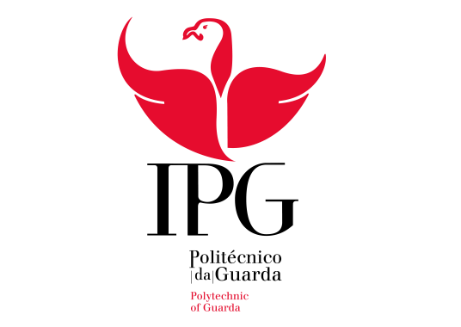 IPG
Politécnico
|da|Guarda
Polytechnic
of Guarda